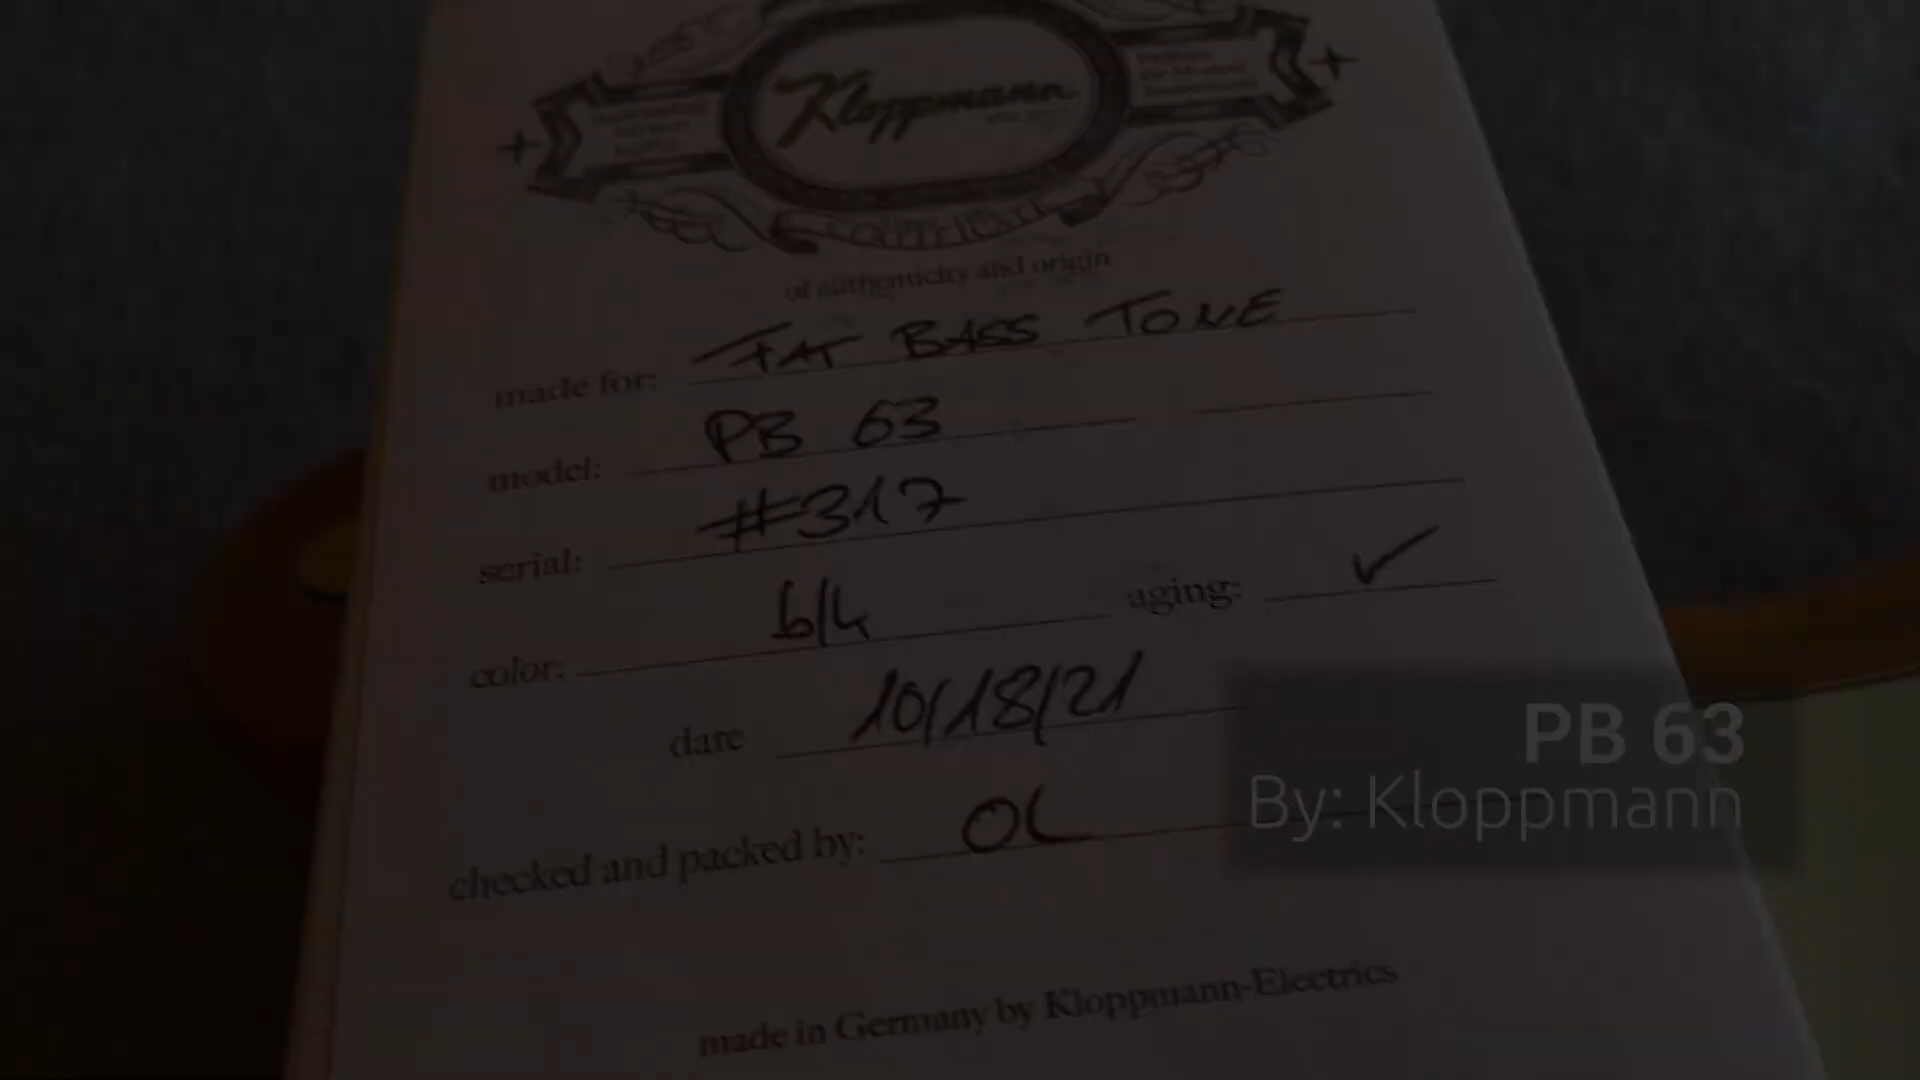 Kloppmann
of authenticity and origin
made for: FAT BASS TONE
model: PB 63
serial: #317
color: b/k aging: ✓
date 10/18/21
PB 63
By: Kloppmann
checked and packed by: OL
made in Germany by Kloppmann-Electrics